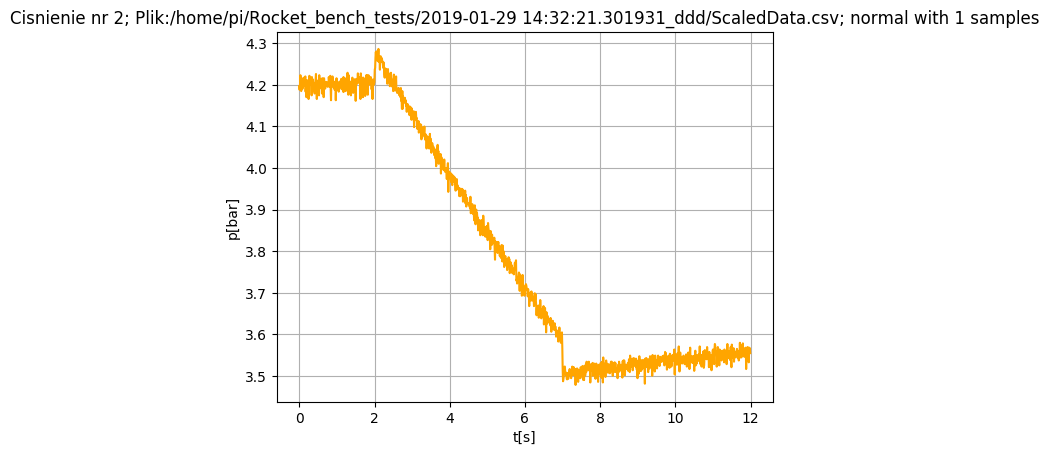 Cisnienie nr 2; Plik:/home/pi/Rocket_bench_tests/2019-01-29 14:32:21.301931_ddd/ScaledData.csv; normal with 1 samples
4.3
4.2
4.1
4.0
3.9
3.8
3.7
3.6
3.5
p[bar]
0 2 4 6 8 10 12
t[s]